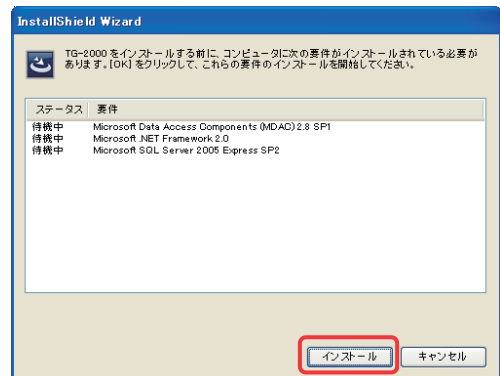 InstallShield Wizard
TG-2000 をインストールする前に、コンピュータに次の要件がインストールされている必要が
あります。[OK] をクリックして、これらの要件のインストールを開始してください。
ステータス 要件
待機中 Microsoft Data Access Components (MDAC) 2.8 SP1
待機中 Microsoft .NET Framework 2.0
待機中 Microsoft SQL Server 2005 Express SP2
インストール キャンセル